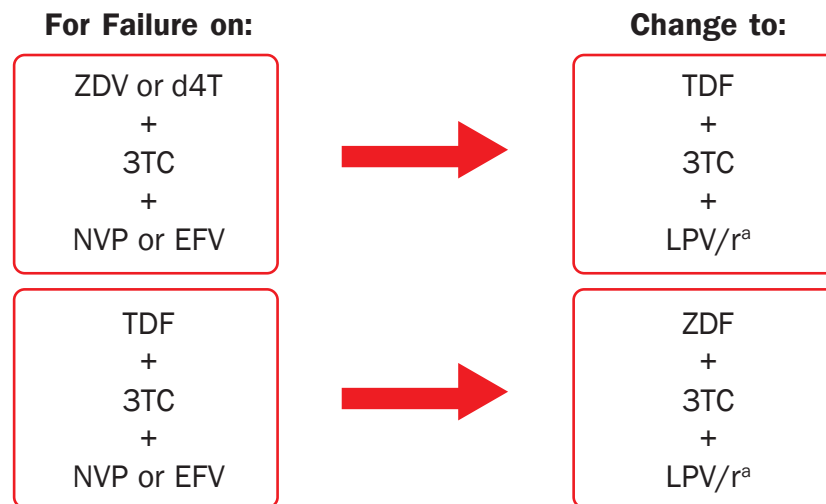 For Failure on:
Change to:
ZDV or d4T
+
3TC
+
NVP or EFV
TDF
+
3TC
+
LPV/rᵃ
TDF
+
3TC
+
NVP or EFV
ZDF
+
3TC
+
LPV/rᵃ